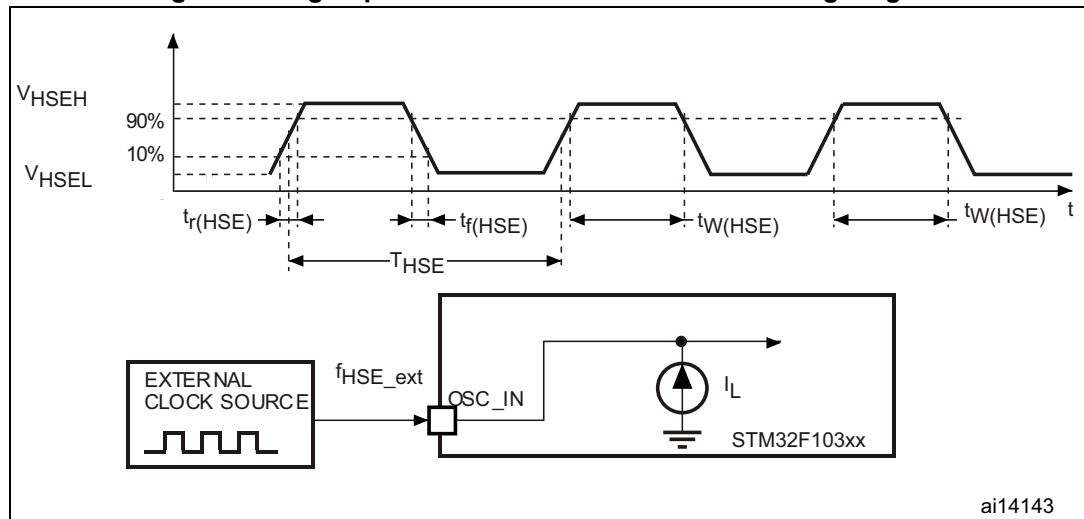 VHSEH
90%
10%
VHSEL
tr(HSE)
tf(HSE)
tW(HSE)
tW(HSE)
t
THSE
EXTERNAL
CLOCK SOURCE
fHSE_ext
OSC_IN
IL
STM32F103xx
ai14143